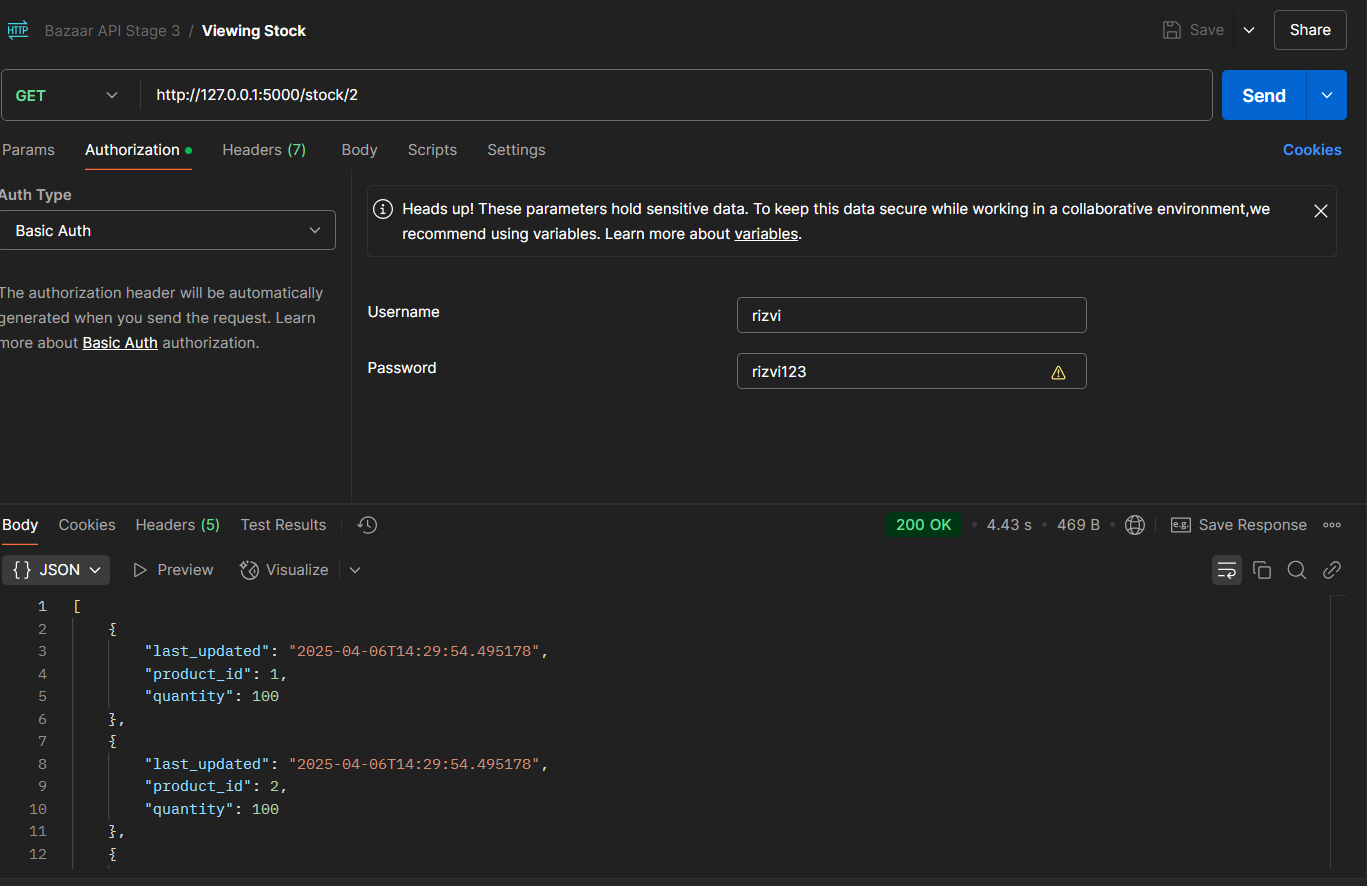 HTTP Bazaar API Stage 3 / Viewing Stock Save Share
GET http://127.0.0.1:5000/stock/2 Send
Params Authorization Headers (7) Body Scripts Settings Cookies
Auth Type
Basic Auth
The authorization header will be automatically
generated when you send the request. Learn
more about Basic Auth authorization.
Heads up! These parameters hold sensitive data. To keep this data secure while working in a collaborative environment,we
recommend using variables. Learn more about variables.
Username rizvi
Password rizvi123
Body Cookies Headers (5) Test Results 200 OK 4.43 s 469 B e.g. Save Response
{} JSON Preview Visualize
1 [
2 {
3 "last_updated": "2025-04-06T14:29:54.495178",
4 "product_id": 1,
5 "quantity": 100
6 },
7 {
8 "last_updated": "2025-04-06T14:29:54.495178",
9 "product_id": 2,
10 "quantity": 100
11 },
12 {